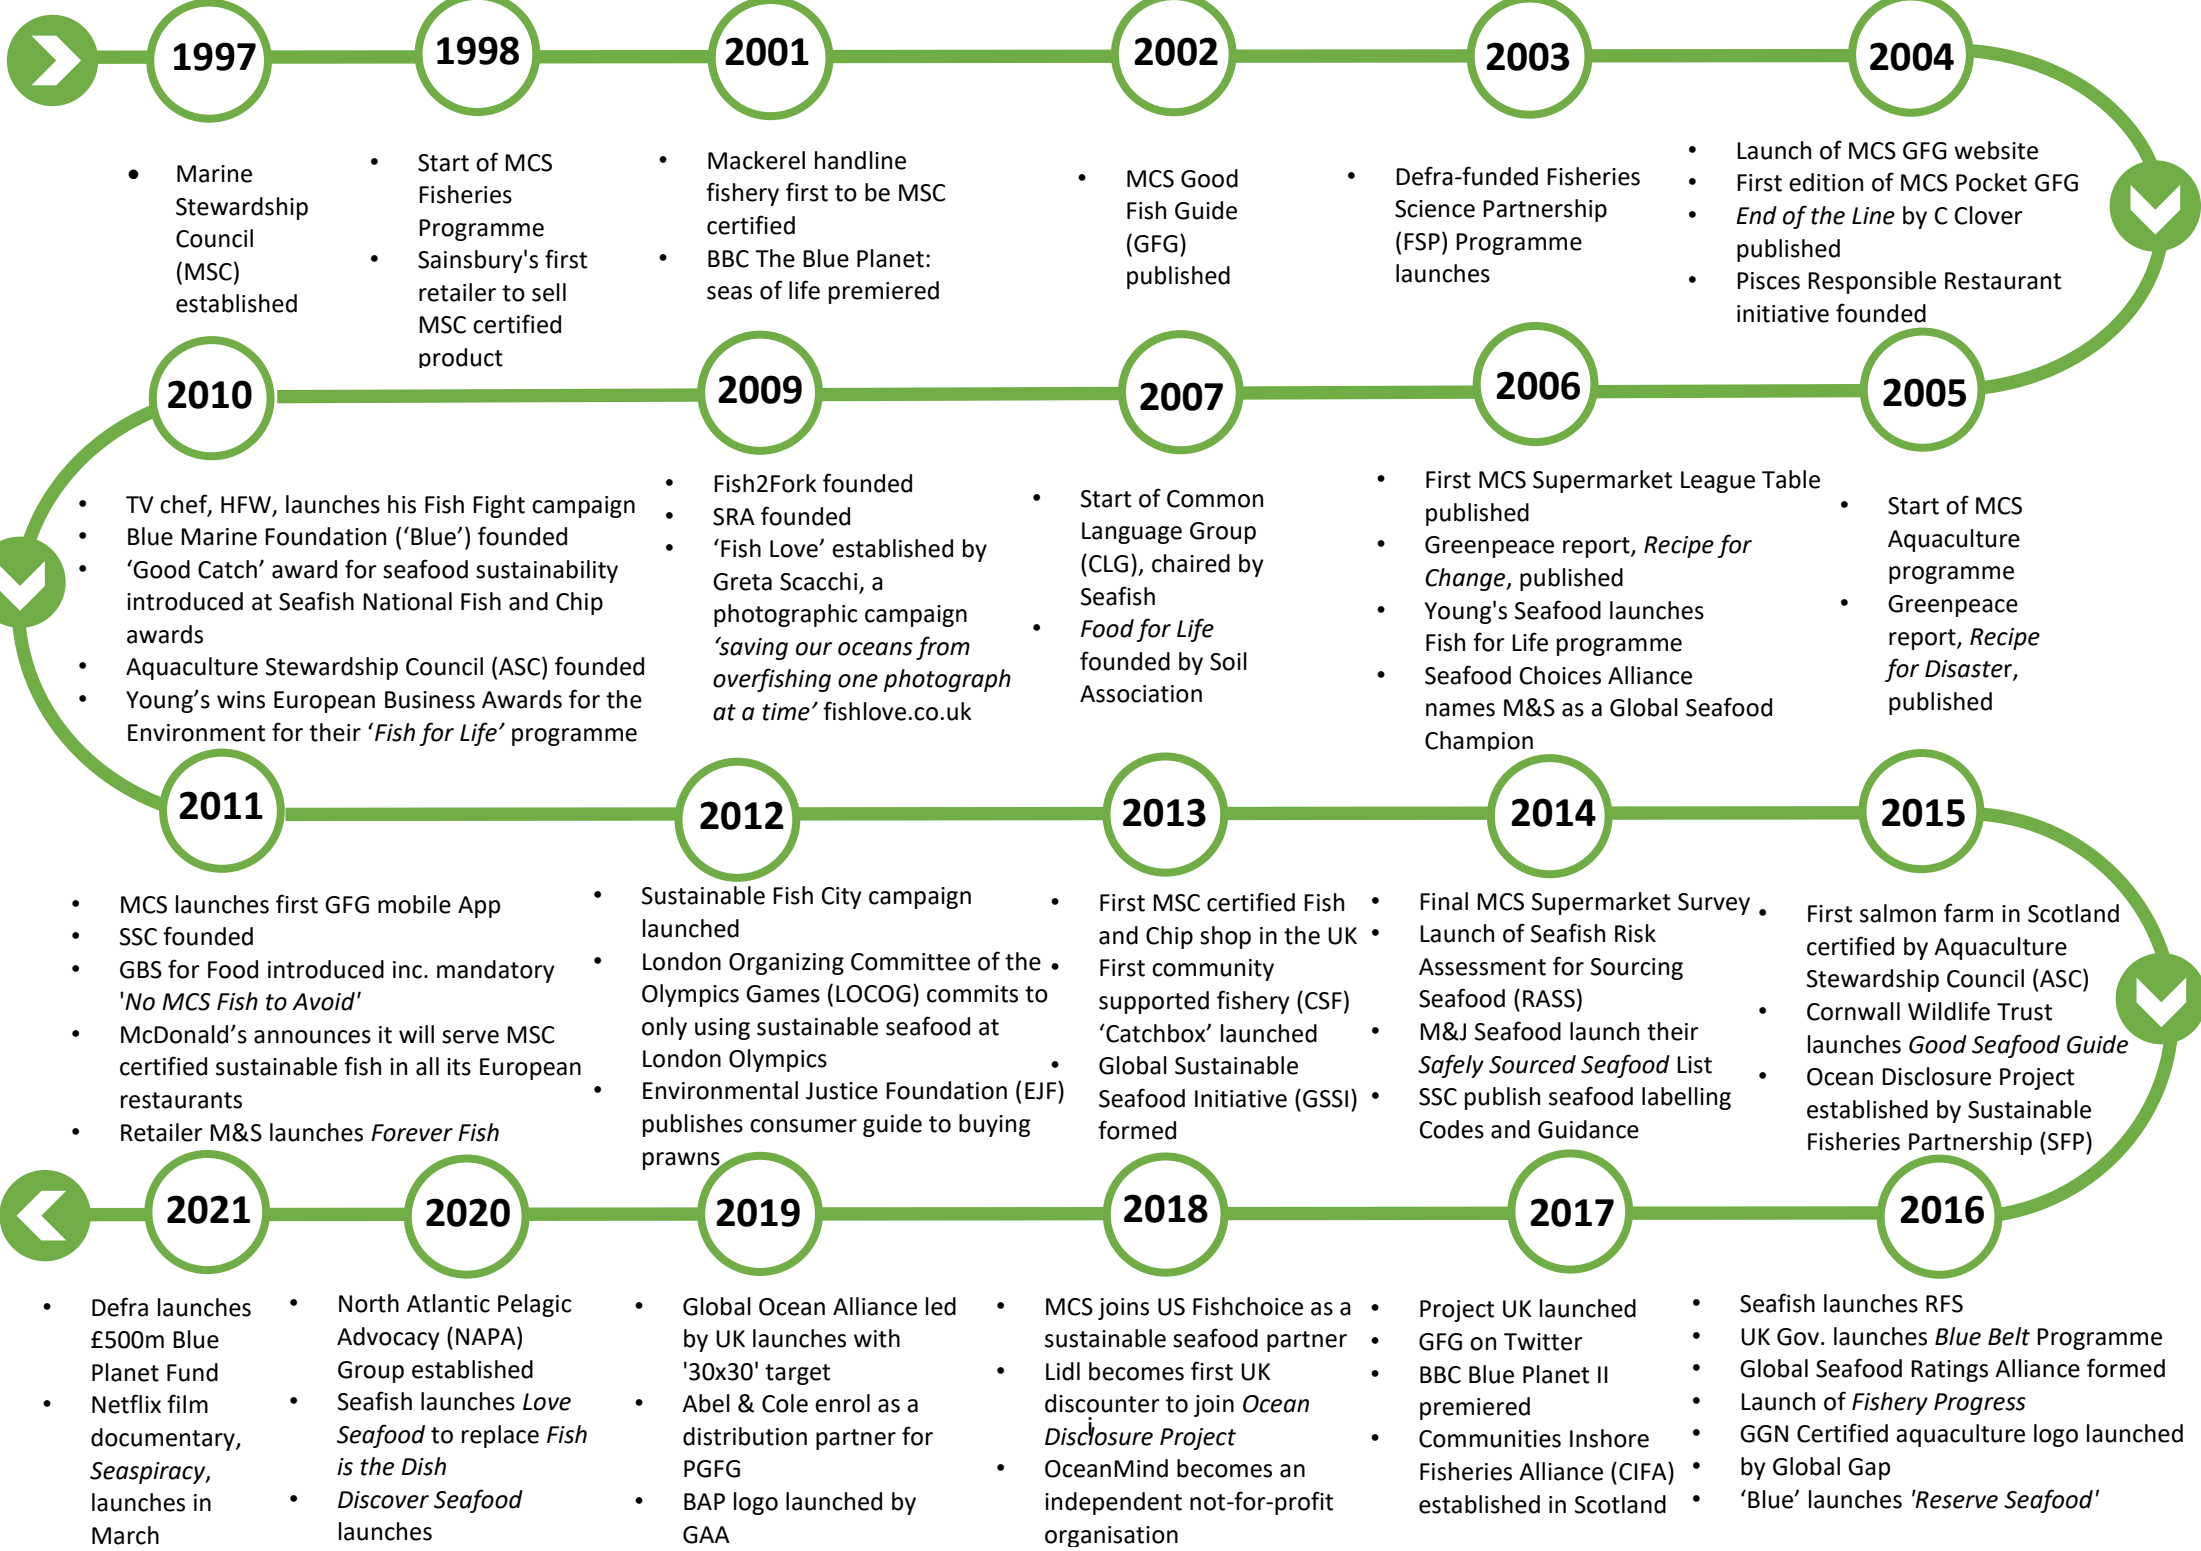 1997
1998
2001
2002
2003
2004
• Marine
Stewardship
Council
(MSC)
established
• Start of MCS
Fisheries
Programme
• Sainsbury's first
retailer to sell
MSC certified
product
• Mackerel handline
fishery first to be MSC
certified
• BBC The Blue Planet:
seas of life premiered
• MCS Good
Fish Guide
(GFG)
published
• Defra-funded Fisheries
Science Partnership
(FSP) Programme
launches
• Launch of MCS GFG website
• First edition of MCS Pocket GFG
• End of the Line by C Clover
published
• Pisces Responsible Restaurant
initiative founded
2010
2009
2007
2006
2005
• TV chef, HFW, launches his Fish Fight campaign
• Blue Marine Foundation (‘Blue’) founded
• ‘Good Catch’ award for seafood sustainability
introduced at Seafish National Fish and Chip
awards
• Aquaculture Stewardship Council (ASC) founded
• Young’s wins European Business Awards for the
Environment for their ‘Fish for Life’ programme
• Fish2Fork founded
• SRA founded
• ‘Fish Love’ established by
Greta Scacchi, a
photographic campaign
‘saving our oceans from
overfishing one photograph
at a time’ fishlove.co.uk
• Start of Common
Language Group
(CLG), chaired by
Seafish
• Food for Life
founded by Soil
Association
• First MCS Supermarket League Table
published
• Greenpeace report, Recipe for
Change, published
• Young's Seafood launches
Fish for Life programme
• Seafood Choices Alliance
names M&S as a Global Seafood
Champion
• Start of MCS
Aquaculture
programme
• Greenpeace
report, Recipe
for Disaster,
published
2011
2012
2013
2014
2015
• MCS launches first GFG mobile App
• SSC founded
• GBS for Food introduced inc. mandatory
'No MCS Fish to Avoid'
• McDonald’s announces it will serve MSC
certified sustainable fish in all its European
restaurants
• Retailer M&S launches Forever Fish
• Sustainable Fish City campaign
launched
• London Organizing Committee of the
Olympics Games (LOCOG) commits to
only using sustainable seafood at
London Olympics
• Environmental Justice Foundation (EJF)
publishes consumer guide to buying
prawns
• First MSC certified Fish
and Chip shop in the UK
• First community
supported fishery (CSF)
‘Catchbox’ launched
• Global Sustainable
Seafood Initiative (GSSI)
formed
• Final MCS Supermarket Survey
• Launch of Seafish Risk
Assessment for Sourcing
Seafood (RASS)
• M&J Seafood launch their
Safely Sourced Seafood List
• SSC publish seafood labelling
Codes and Guidance
• First salmon farm in Scotland
certified by Aquaculture
Stewardship Council (ASC)
• Cornwall Wildlife Trust
launches Good Seafood Guide
• Ocean Disclosure Project
established by Sustainable
Fisheries Partnership (SFP)
2021
2020
2019
2018
2017
2016
• Defra launches
£500m Blue
Planet Fund
• Netflix film
documentary,
Seaspiracy,
launches in
March
• North Atlantic Pelagic
Advocacy (NAPA)
Group established
• Seafish launches Love
Seafood to replace Fish
is the Dish
• Discover Seafood
launches
• Global Ocean Alliance led
by UK launches with
'30x30' target
• Abel & Cole enrol as a
distribution partner for
PGFG
• BAP logo launched by
GAA
• MCS joins US Fishchoice as a
sustainable seafood partner
• Lidl becomes first UK
discounter to join Ocean
Disclosure Project
i
• OceanMind becomes an
independent not-for-profit
organisation
• Project UK launched
• GFG on Twitter
• BBC Blue Planet II
premiered
• Communities Inshore
Fisheries Alliance (CIFA)
established in Scotland
• Seafish launches RFS
• UK Gov. launches Blue Belt Programme
• Global Seafood Ratings Alliance formed
• Launch of Fishery Progress
• GGN Certified aquaculture logo launched
• by Global Gap
• ‘Blue’ launches 'Reserve Seafood'